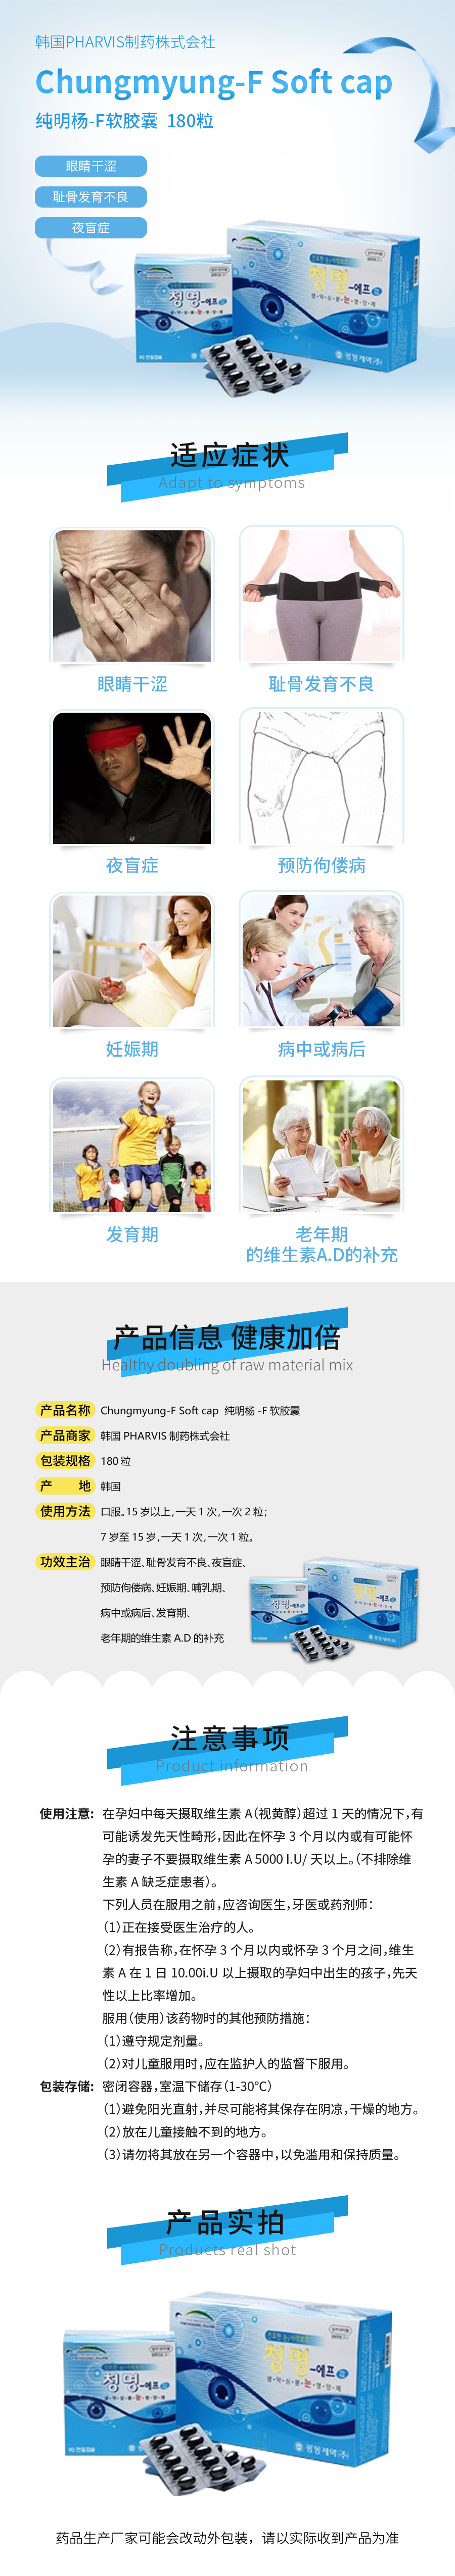 韩国PHARVIS制药株式会社
Chungmyung-F Soft cap
纯明杨-F软胶囊 180粒
眼睛干涩
耻骨发育不良
夜盲症
청명-에프
청명-에프
适应症状
Adapt to symptoms
眼睛干涩
耻骨发育不良
夜盲症
预防佝偻病
妊娠期
病中或病后
发育期
老年期
的维生素A.D的补充
产品信息 健康加倍
Healthy doubling of raw material mix
产品名称 Chungmyung-F Soft cap 纯明杨 -F 软胶囊
产品商家 韩国 PHARVIS 制药株式会社
包装规格 180 粒
产 地 韩国
使用方法 口服。15 岁以上,一天 1 次,一次 2 粒;
7 岁至 15 岁,一天 1 次,一次 1 粒。
功效主治 眼睛干涩、耻骨发育不良、夜盲症、
预防佝偻病、妊娠期、哺乳期、
病中或病后、发育期、
老年期的维生素 A.D 的补充
청명-에프
청명-에프
注意事项
Product information
使用注意: 在孕妇中每天摄取维生素 A(视黄醇)超过 1 天的情况下,有
可能诱发先天性畸形,因此在怀孕 3 个月以内或有可能怀
孕的妻子不要摄取维生素 A 5000 I.U/ 天以上。(不排除维
生素 A 缺乏症患者)。
下列人员在服用之前,应咨询医生,牙医或药剂师:
(1)正在接受医生治疗的人。
(2)有报告称,在怀孕 3 个月以内或怀孕 3 个月之间,维生
素 A 在 1 日 10.00i.U 以上摄取的孕妇中出生的孩子,先天
性以上比率增加。
服用(使用)该药物时的其他预防措施:
(1)遵守规定剂量。
(2)对儿童服用时,应在监护人的监督下服用。
包装存储: 密闭容器,室温下储存(1-30℃)
(1)避免阳光直射,并尽可能将其保存在阴凉,干燥的地方。
(2)放在儿童接触不到的地方。
(3)请勿将其放在另一个容器中,以免滥用和保持质量。
产品实拍
Products real shot
청명-에프
청명-에프
药品生产厂家可能会改动外包装，请以实际收到产品为准